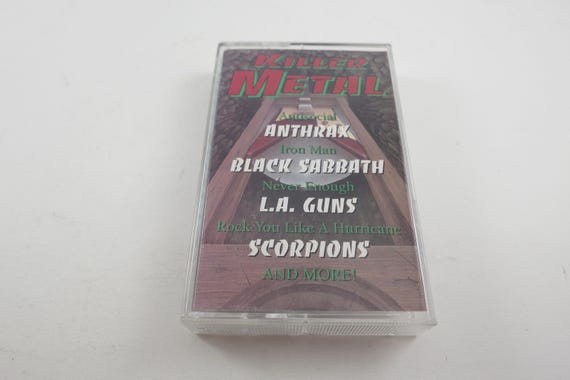 KILLER
METAL
Antisocial
ANTHRAX
Iron Man
BLACK SABBATH
Never Enough
L.A. GUNS
Rock You Like A Hurricane
SCORPIONS
AND MORE!